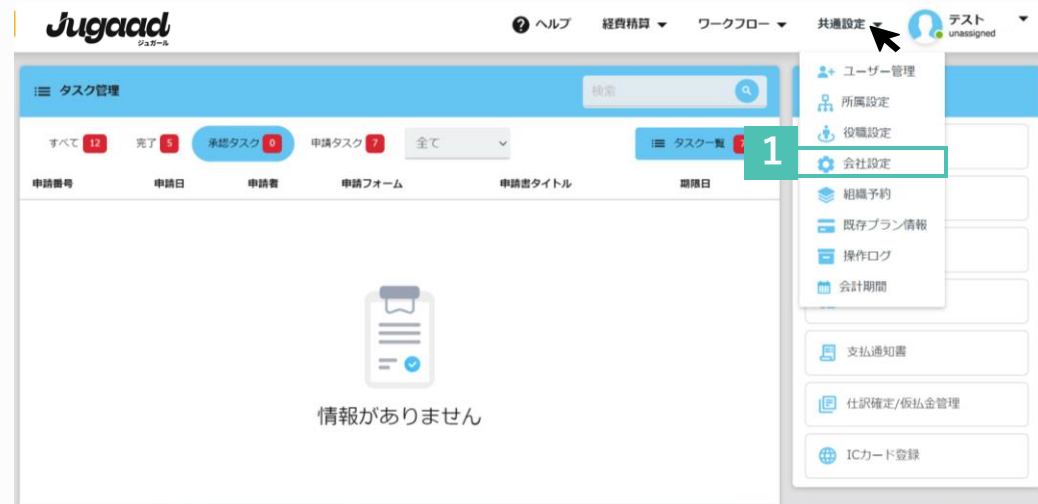 Jugaad
ジュガール
ヘルプ
経費精算
ワークフロー
共通設定
テスト
unassigned
タスク管理
検索
すべて 12
完了 5
承認タスク 0
申請タスク 7
全て
タスク一覧
申請番号
申請日
申請者
申請フォーム
申請書タイトル
期限日
情報がありません
ユーザー管理
所属設定
役職設定
1
会社設定
組織予約
既存プラン情報
操作ログ
会計期間
支払通知書
仕訳確定/仮払金管理
ICカード登録